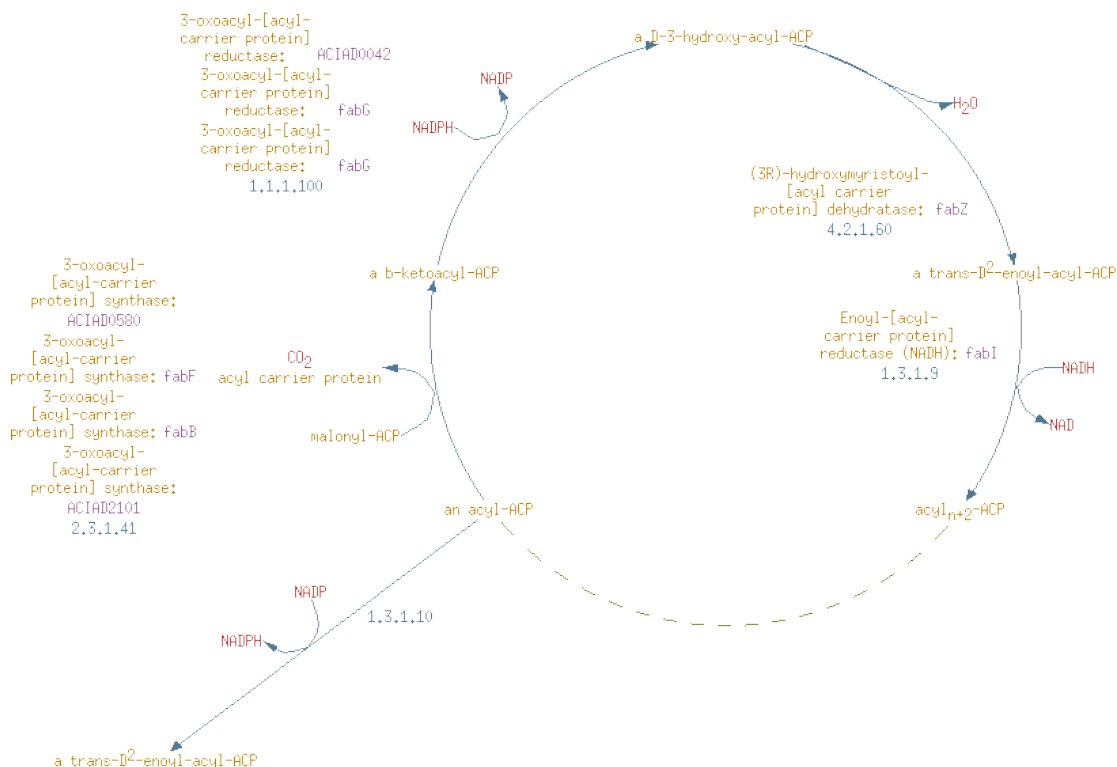 3-oxoacyl-[acyl-
carrier protein]
reductase: ACIAD0042
3-oxoacyl-[acyl-
carrier protein]
reductase: fabG
3-oxoacyl-[acyl-
carrier protein]
reductase: fabG
1.1.1.100
NADP
NADPH
a D-3-hydroxy-acyl-ACP
H2O
(3R)-hydroxymyristoyl-
[acyl carrier
protein] dehydratase: fabZ
4.2.1.60
a b-ketoacyl-ACP
a trans-D2-enoyl-acyl-ACP
3-oxoacyl-
[acyl-carrier
protein] synthase:
ACIAD0580
3-oxoacyl-
[acyl-carrier
protein] synthase: fabF
3-oxoacyl-
[acyl-carrier
protein] synthase: fabB
3-oxoacyl-
[acyl-carrier
protein] synthase:
ACIAD2101
2.3.1.41
CO2
acyl carrier protein
malonyl-ACP
Enoyl-[acyl-
carrier protein]
reductase (NADH): fabI
1.3.1.9
NADH
NAD
an acyl-ACP
acyln+2-ACP
NADP
1.3.1.10
NADPH
a trans-D2-enoyl-acyl-ACP